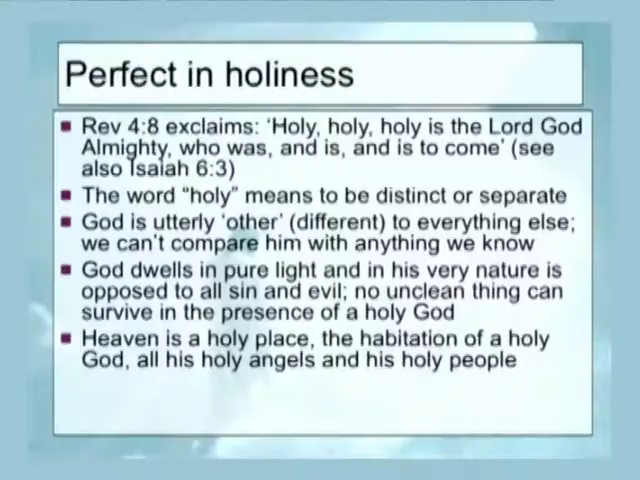 Perfect in holiness
■ Rev 4:8 exclaims: ‘Holy, holy, holy is the Lord God
Almighty, who was, and is, and is to come’ (see
also Isaiah 6:3)
■ The word “holy” means to be distinct or separate
■ God is utterly ‘other’ (different) to everything else;
we can’t compare him with anything we know
■ God dwells in pure light and in his very nature is
opposed to all sin and evil; no unclean thing can
survive in the presence of a holy God
■ Heaven is a holy place, the habitation of a holy
God, all his holy angels and his holy people